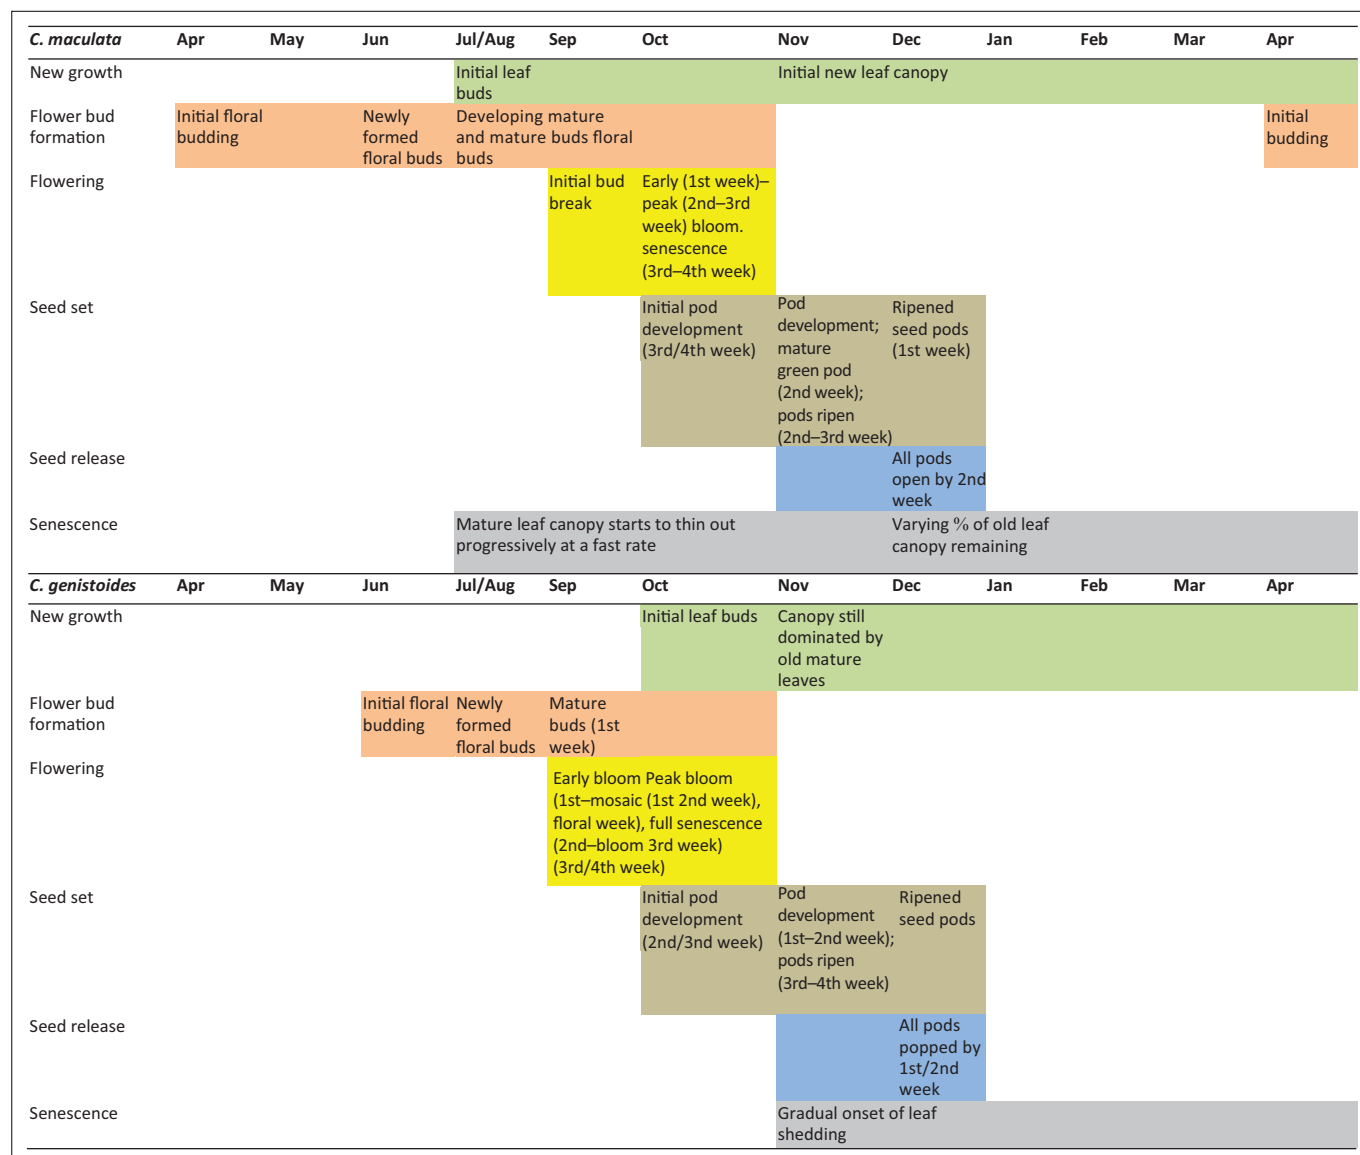 C. maculata Apr May Jun Jul/Aug Sep Oct Nov Dec Jan Feb Mar Apr
New growth
Initial leaf
buds
Initial new leaf canopy
Flower bud
formation
Initial floral
budding
Newly
formed
floral buds
Developing mature
and mature buds floral
buds
Initial
budding
Flowering
Initial bud
break
Early (1st week)–
peak (2nd–3rd
week) bloom.
senescence
(3rd–4th week)
Seed set
Initial pod
development
(3rd/4th week)
Pod
development;
mature
green pod
(2nd week);
pods ripen
(2nd–3rd week)
Ripened
seed pods
(1st week)
Seed release
All pods
open by 2nd
week
Senescence
Mature leaf canopy starts to thin out
progressively at a fast rate
Varying % of old leaf
canopy remaining
C. genistoides Apr May Jun Jul/Aug Sep Oct Nov Dec Jan Feb Mar Apr
New growth
Initial leaf buds
Canopy still
dominated by
old mature
leaves
Flower bud
formation
Initial floral
budding
Newly
formed
floral buds
Mature
buds (1st
week)
Flowering
Early bloom Peak bloom
(1st–mosaic (1st 2nd week),
floral week), full senescence
(2nd–bloom 3rd week)
(3rd/4th week)
Seed set
Initial pod
development
(2nd/3nd week)
Pod
development
(1st–2nd week);
pods ripen
(3rd–4th week)
Ripened
seed pods
Seed release
All pods
popped by
1st/2nd
week
Senescence
Gradual onset of leaf
shedding